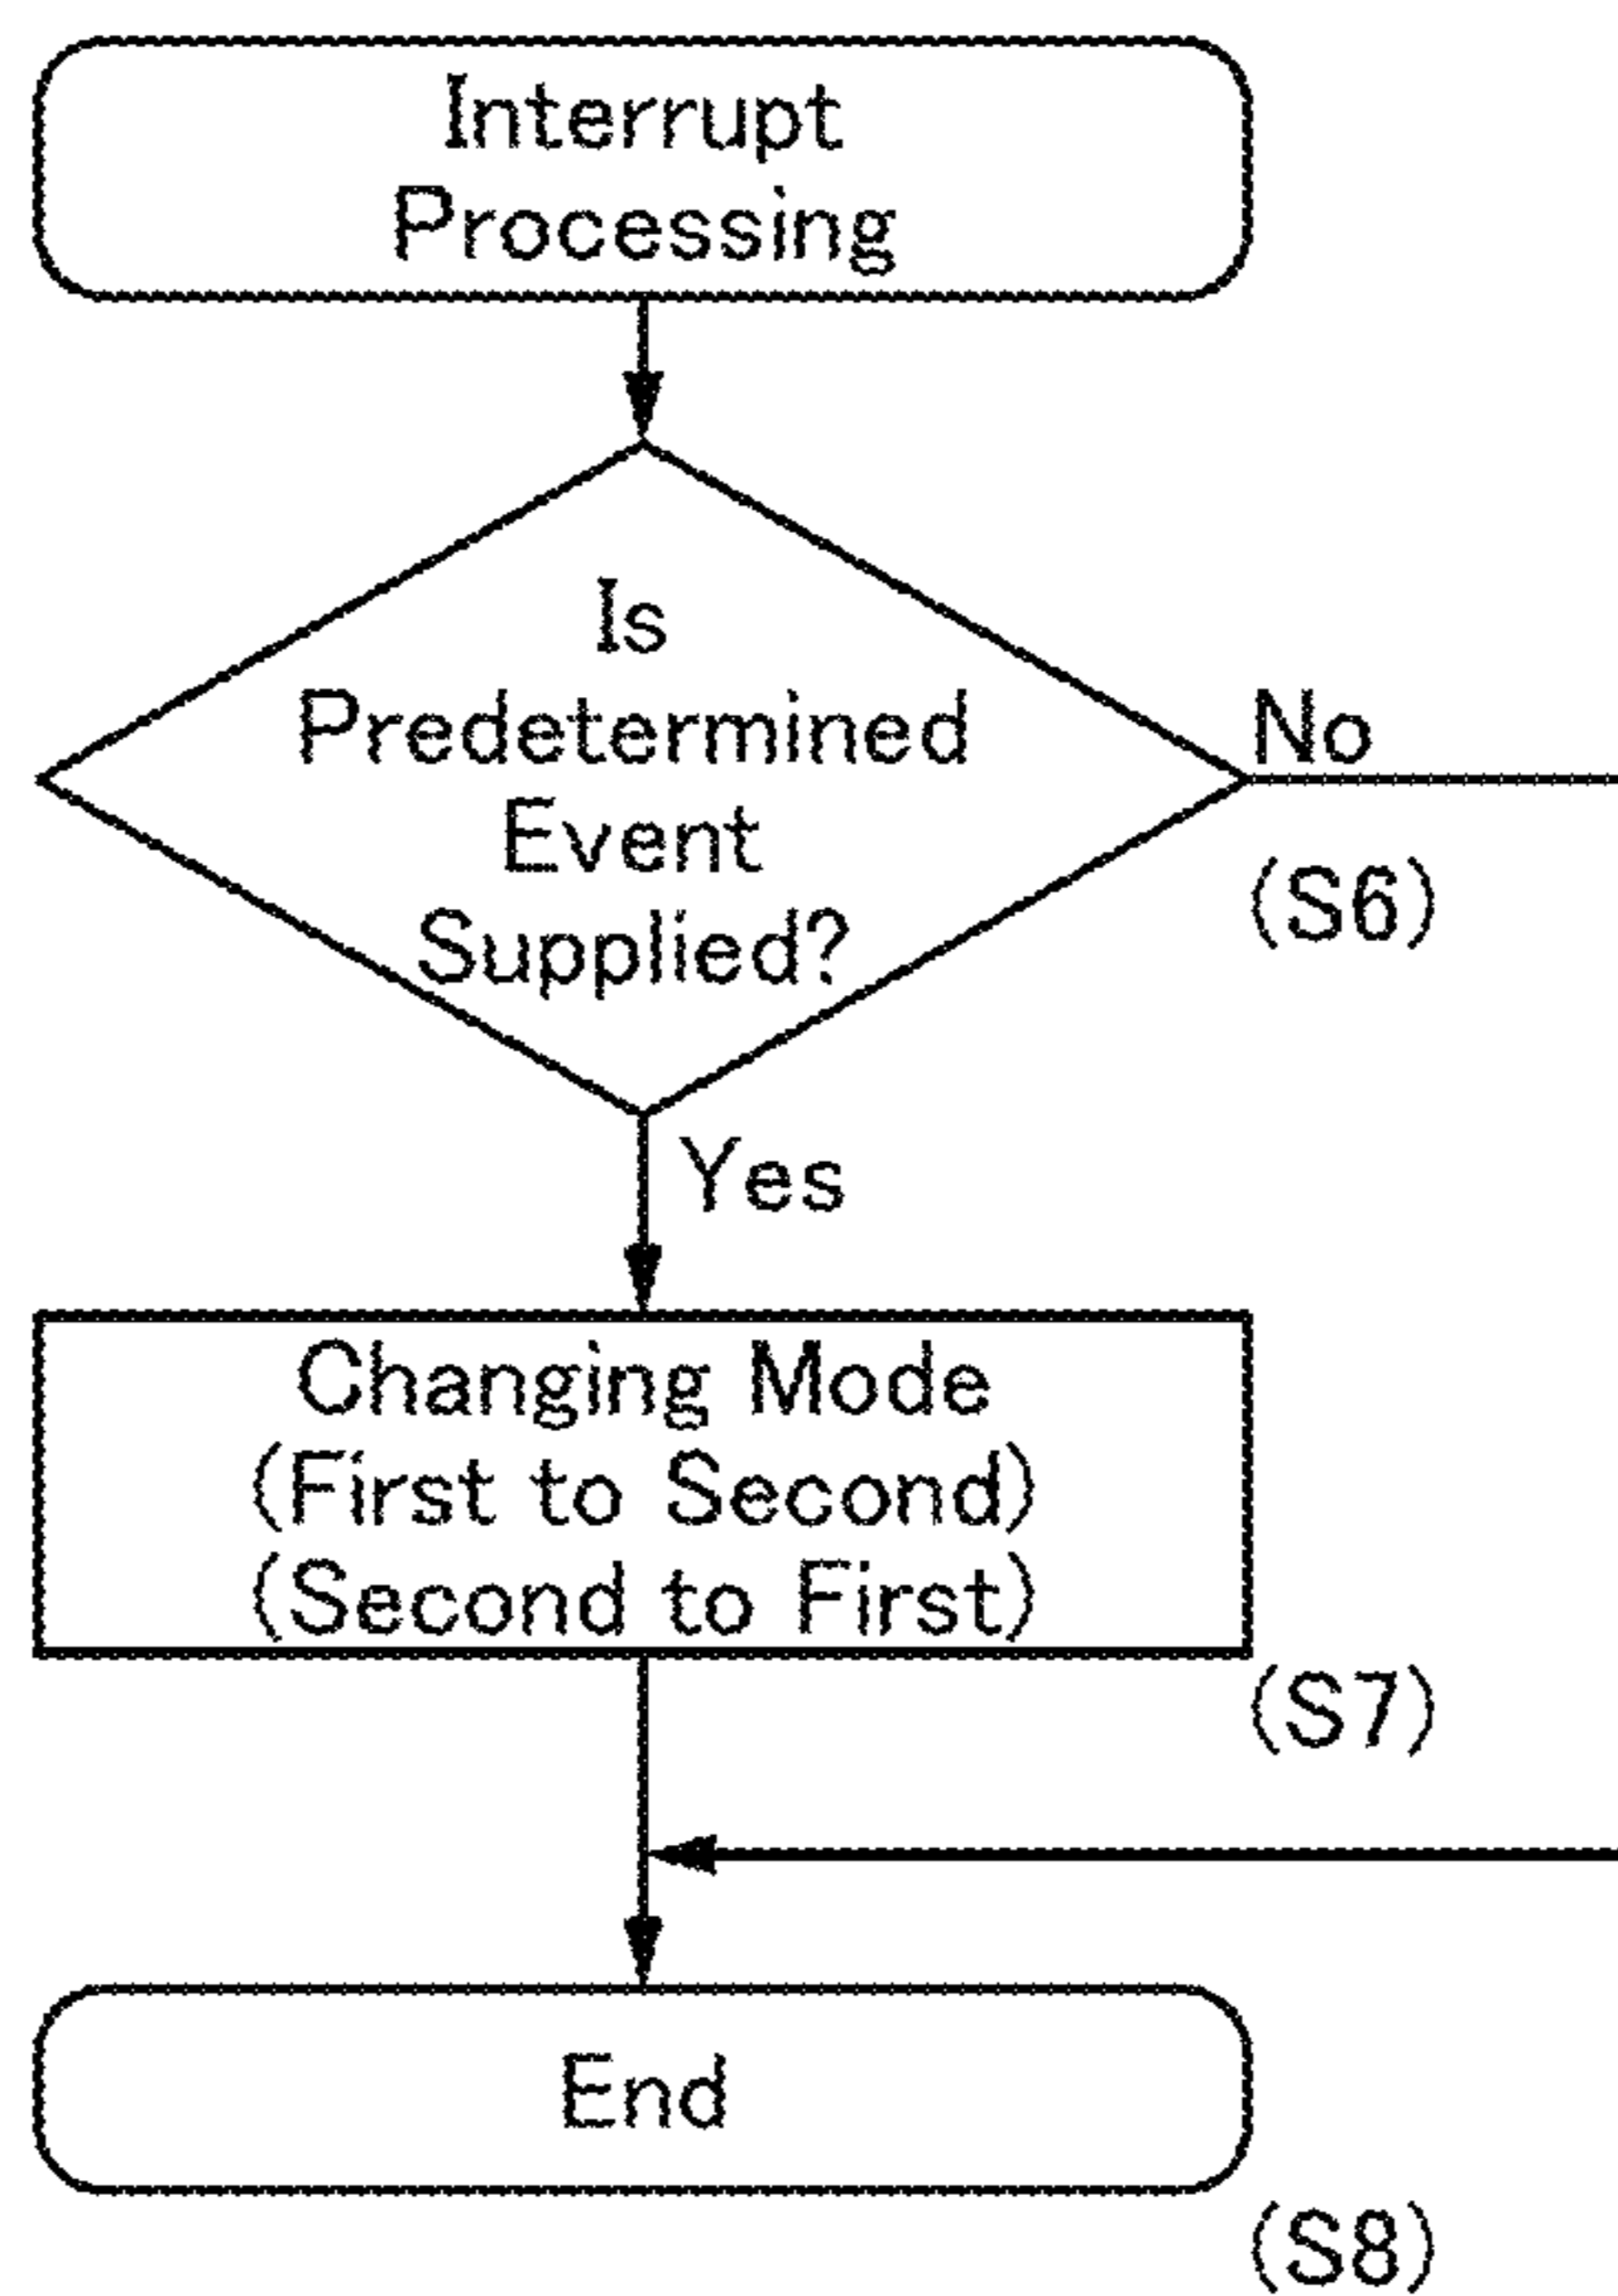 Interrupt
Processing
Is
Predetermined
Event
Supplied?
No
(S6)
Yes
Changing Mode
(First to Second)
(Second to First)
(S7)
End
(S8)